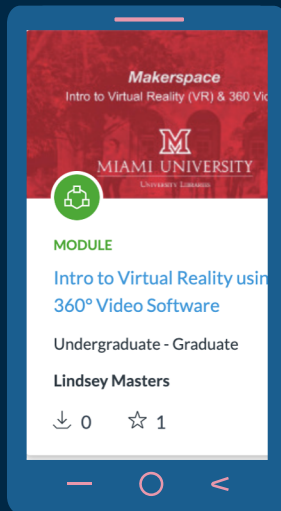 Makerspace
Intro to Virtual Reality (VR) & 360 Vic
MIAMI UNIVERSITY
University Libraries
MODULE
Intro to Virtual Reality usin
360° Video Software
Undergraduate - Graduate
Lindsey Masters
0 1